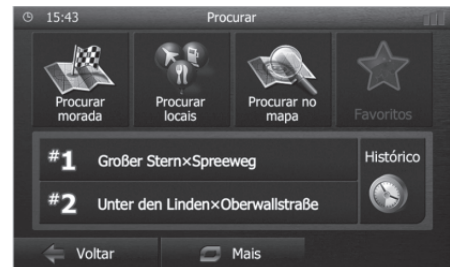 15:43 Procurar
Procurar morada
Procurar locais
Procurar no mapa
Favoritos
#1 Großer Stern×Spreeweg
#2 Unter den Linden×Oberwallstraße
Histórico
Voltar
Mais